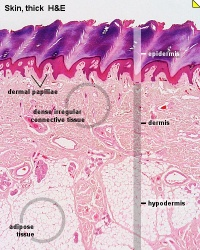 Skin, thick H&E
epidermis
dermal papillae
dense irregular
connective tissue
dermis
hypodermis
adipose
tissue